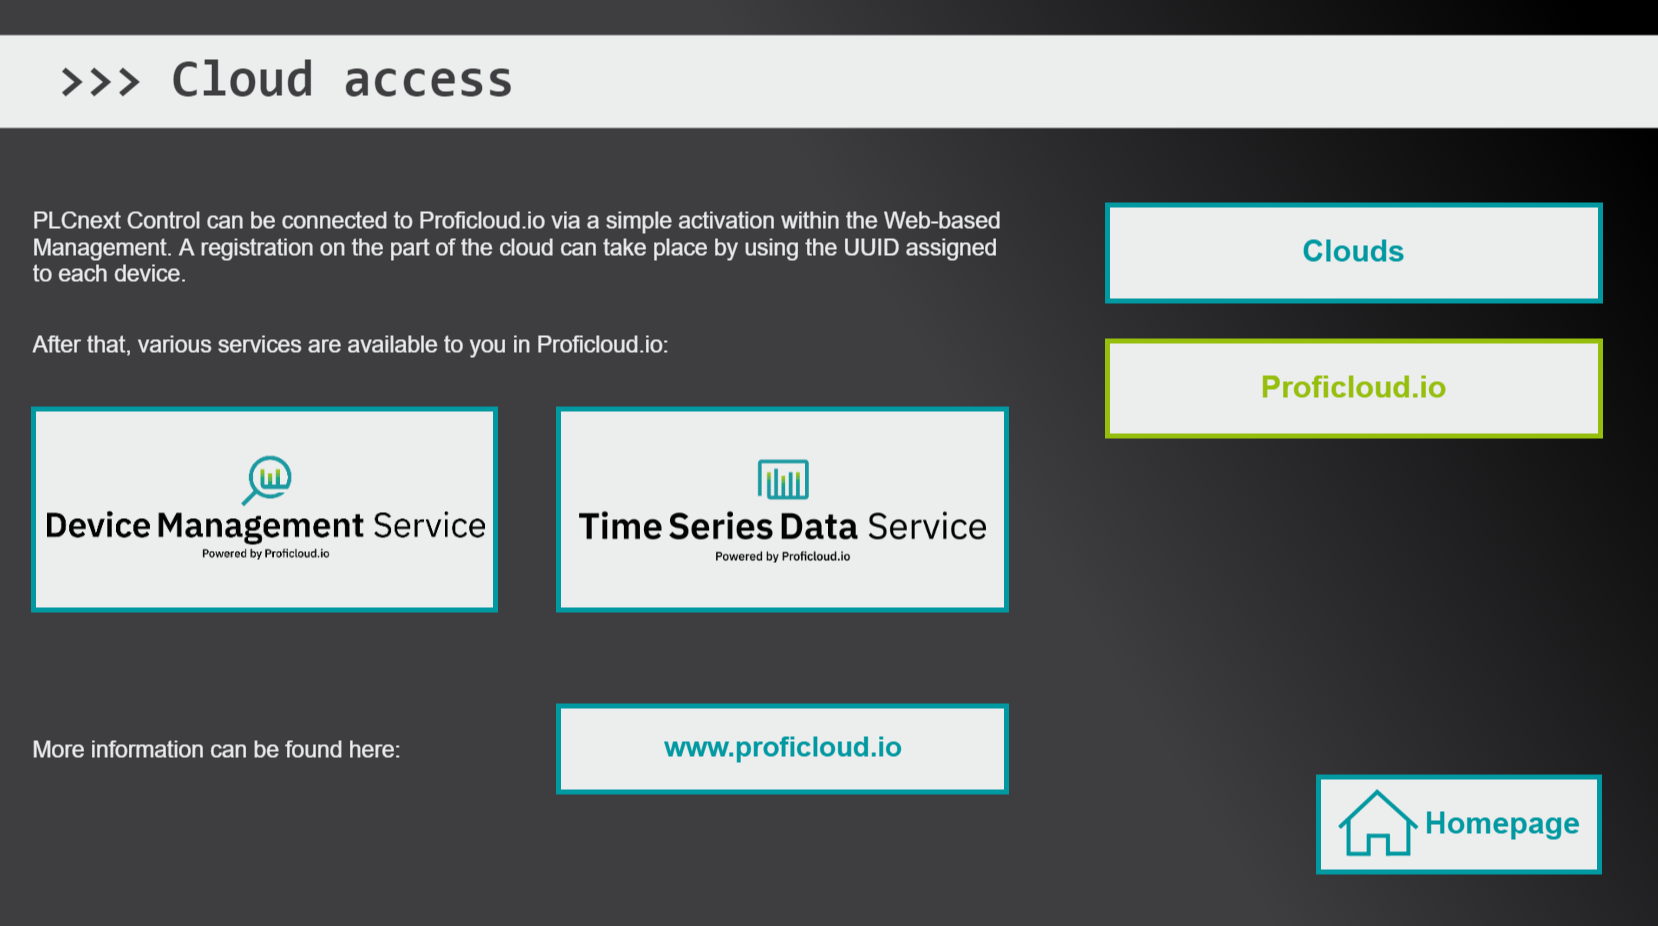 >>> Cloud access
PLCnext Control can be connected to Proficloud.io via a simple activation within the Web-based
Management. A registration on the part of the cloud can take place by using the UUID assigned
to each device.
After that, various services are available to you in Proficloud.io:
Device Management Service
Powered by Proficloud.io
Time Series Data Service
Powered by Proficloud.io
More information can be found here:
www.proficloud.io
Clouds
Proficloud.io
Homepage